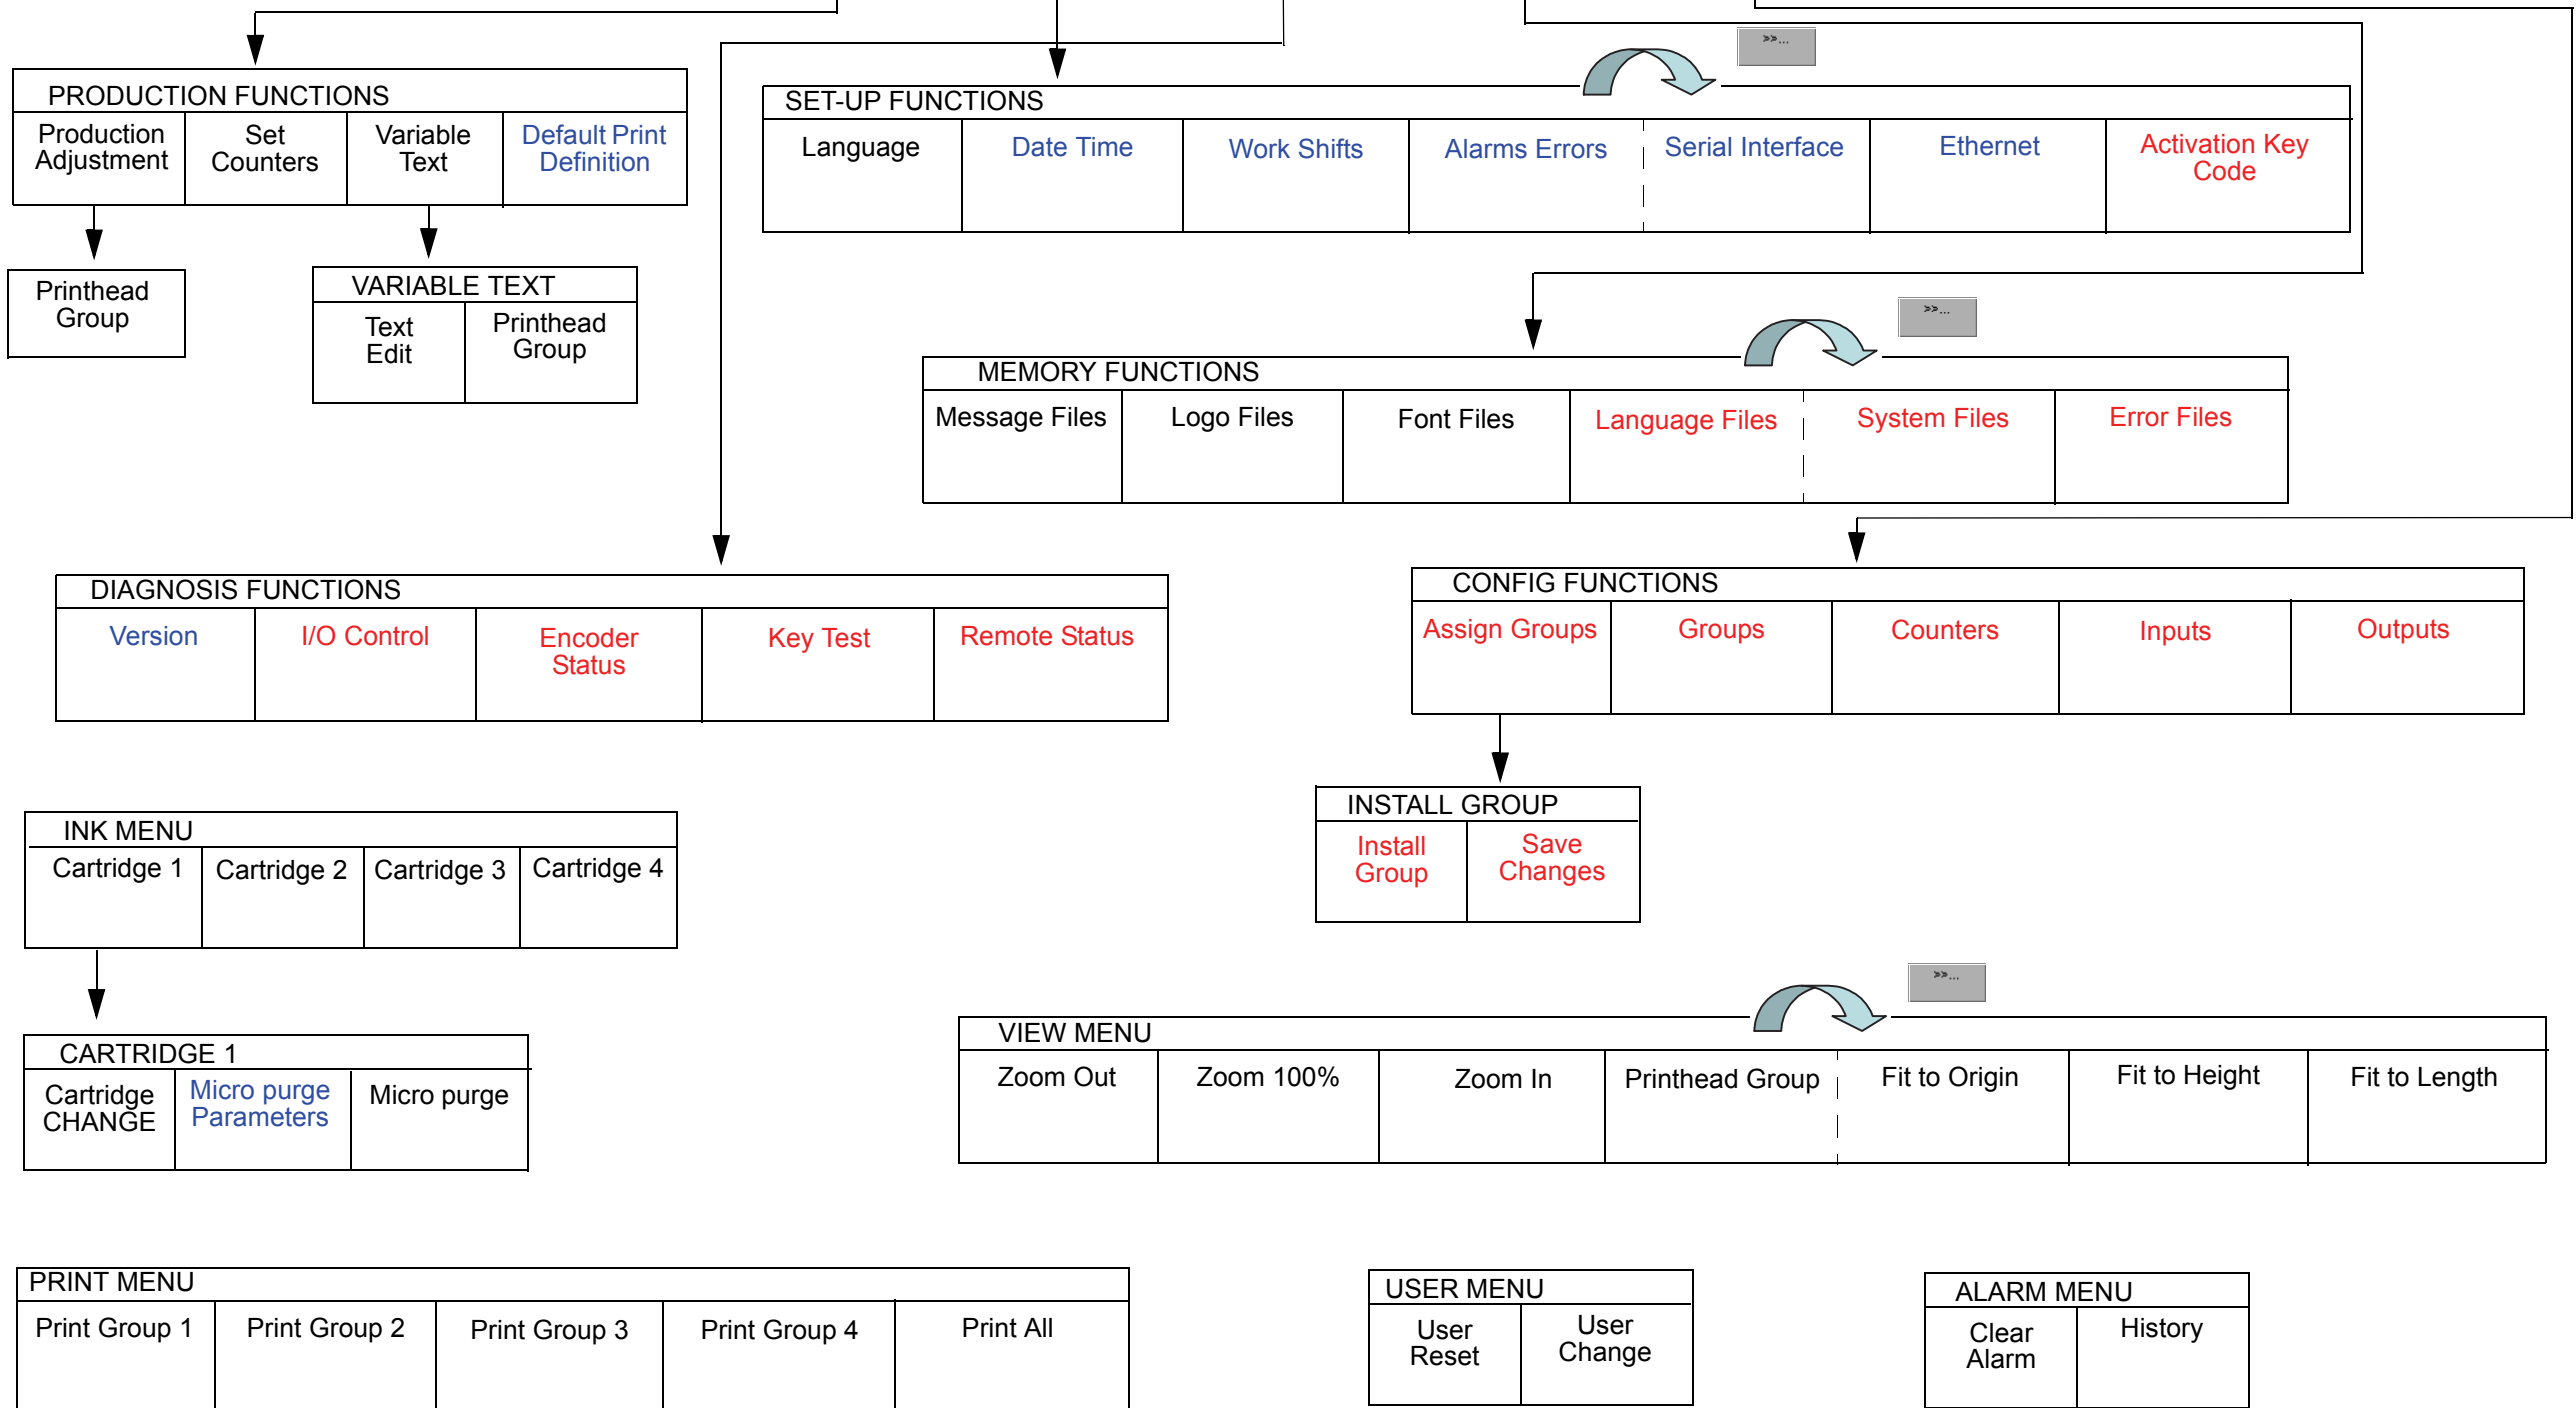 >>...
PRODUCTION FUNCTIONS
Production
Adjustment
Set
Counters
Variable
Text
Default Print
Definition
SET-UP FUNCTIONS
Language
Date Time
Work Shifts
Alarms Errors
Serial Interface
Ethernet
Activation Key
Code
Printhead
Group
VARIABLE TEXT
Text
Edit
Printhead
Group
>>...
MEMORY FUNCTIONS
Message Files
Logo Files
Font Files
Language Files
System Files
Error Files
DIAGNOSIS FUNCTIONS
Version
I/O Control
Encoder
Status
Key Test
Remote Status
CONFIG FUNCTIONS
Assign Groups
Groups
Counters
Inputs
Outputs
INSTALL GROUP
Install
Group
Save
Changes
INK MENU
Cartridge 1
Cartridge 2
Cartridge 3
Cartridge 4
>>...
CARTRIDGE 1
Cartridge
CHANGE
Micro purge
Parameters
Micro purge
VIEW MENU
Zoom Out
Zoom 100%
Zoom In
Printhead Group
Fit to Origin
Fit to Height
Fit to Length
PRINT MENU
Print Group 1
Print Group 2
Print Group 3
Print Group 4
Print All
USER MENU
User
Reset
User
Change
ALARM MENU
Clear
Alarm
History